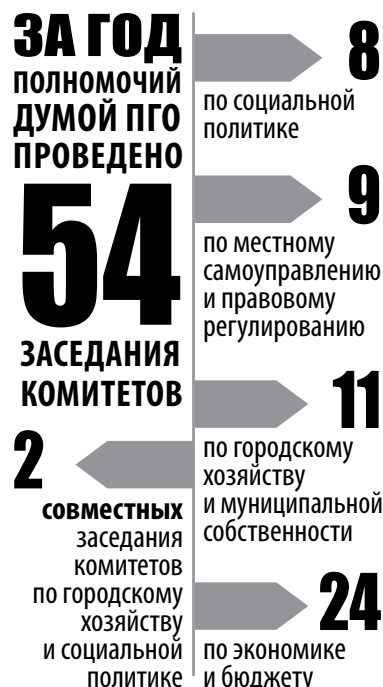 ЗА ГОД
ПОЛНОМОЧИЙ
ДУМОЙ ПГО
ПРОВЕДЕНО
54
ЗАСЕДАНИЯ
КОМИТЕТОВ
8
по социальной
политике
9
по местному
самоуправлению
и правовому
регулированию
11
по городскому
хозяйству
и муниципальной
собственности
24
по экономике
и бюджету
2
совместных
заседания
комитетов
по городскому
хозяйству
и социальной
политике